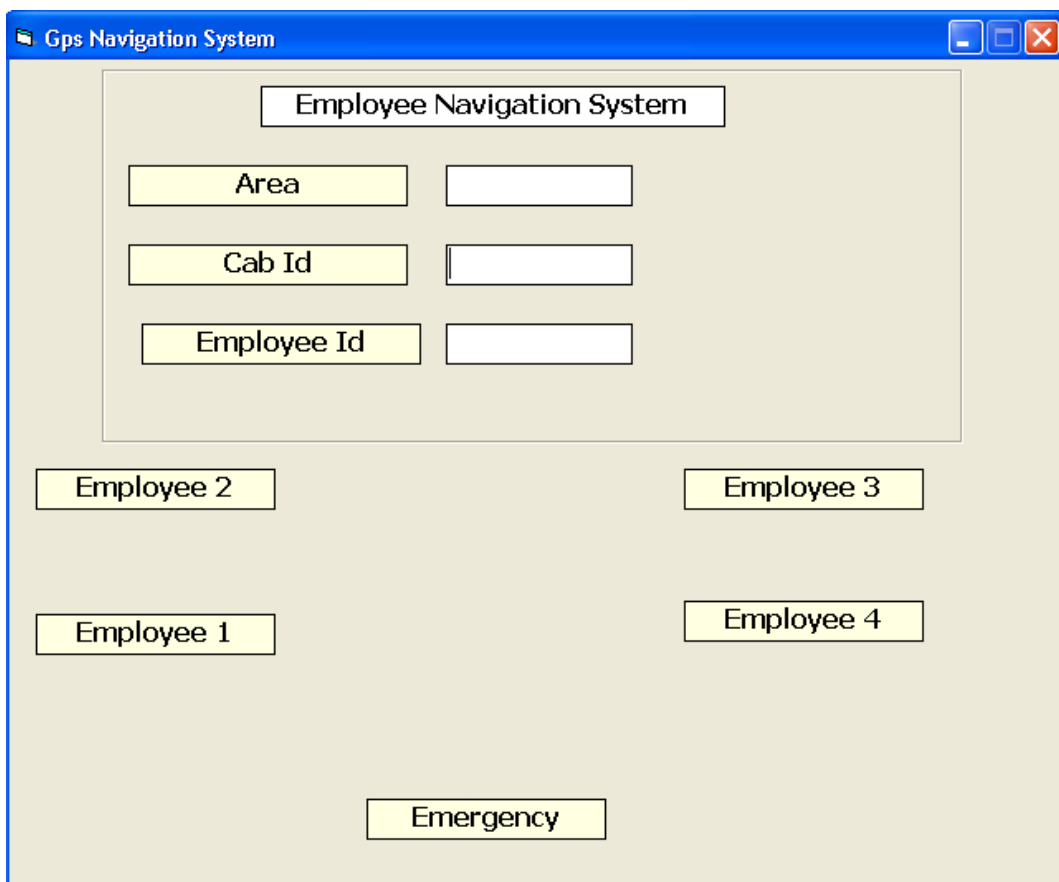 Gps Navigation System
Employee Navigation System
Area
Cab Id
Employee Id
Employee 2
Employee 3
Employee 1
Employee 4
Emergency